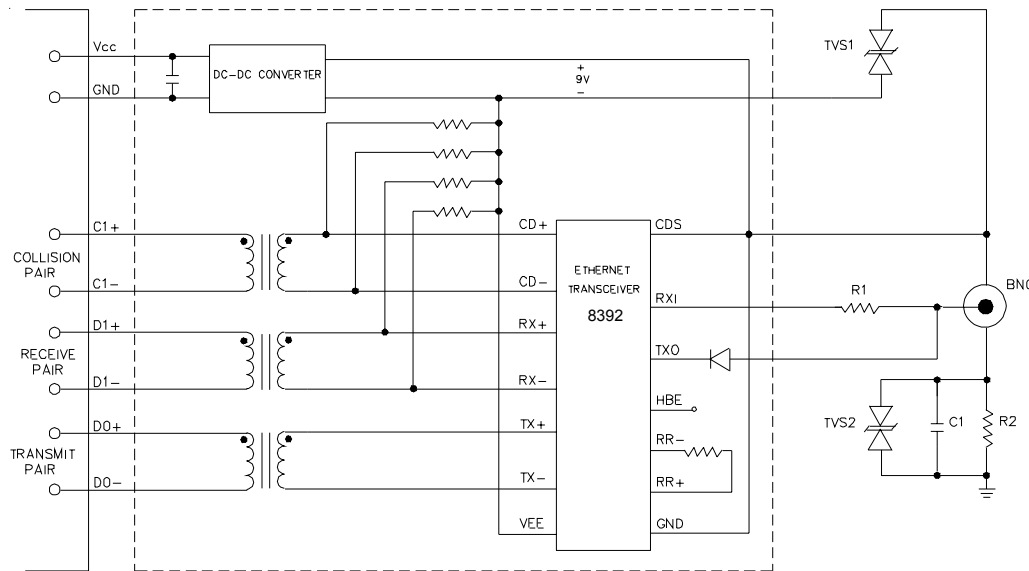 Vcc
DC-DC CONVERTER
+
9V
-
TVS1
GND
C1+
COLLISION
PAIR
C1-
CD+
CD-
CDS
ETHERNET
TRANSCEIVER
8392
RXI
R1
BNC
D1+
RECEIVE
PAIR
D1-
RX+
RX-
TXO
HBE
TVS2
C1
R2
DO+
TRANSMIT
PAIR
DO-
TX+
TX-
RR-
RR+
VEE
GND